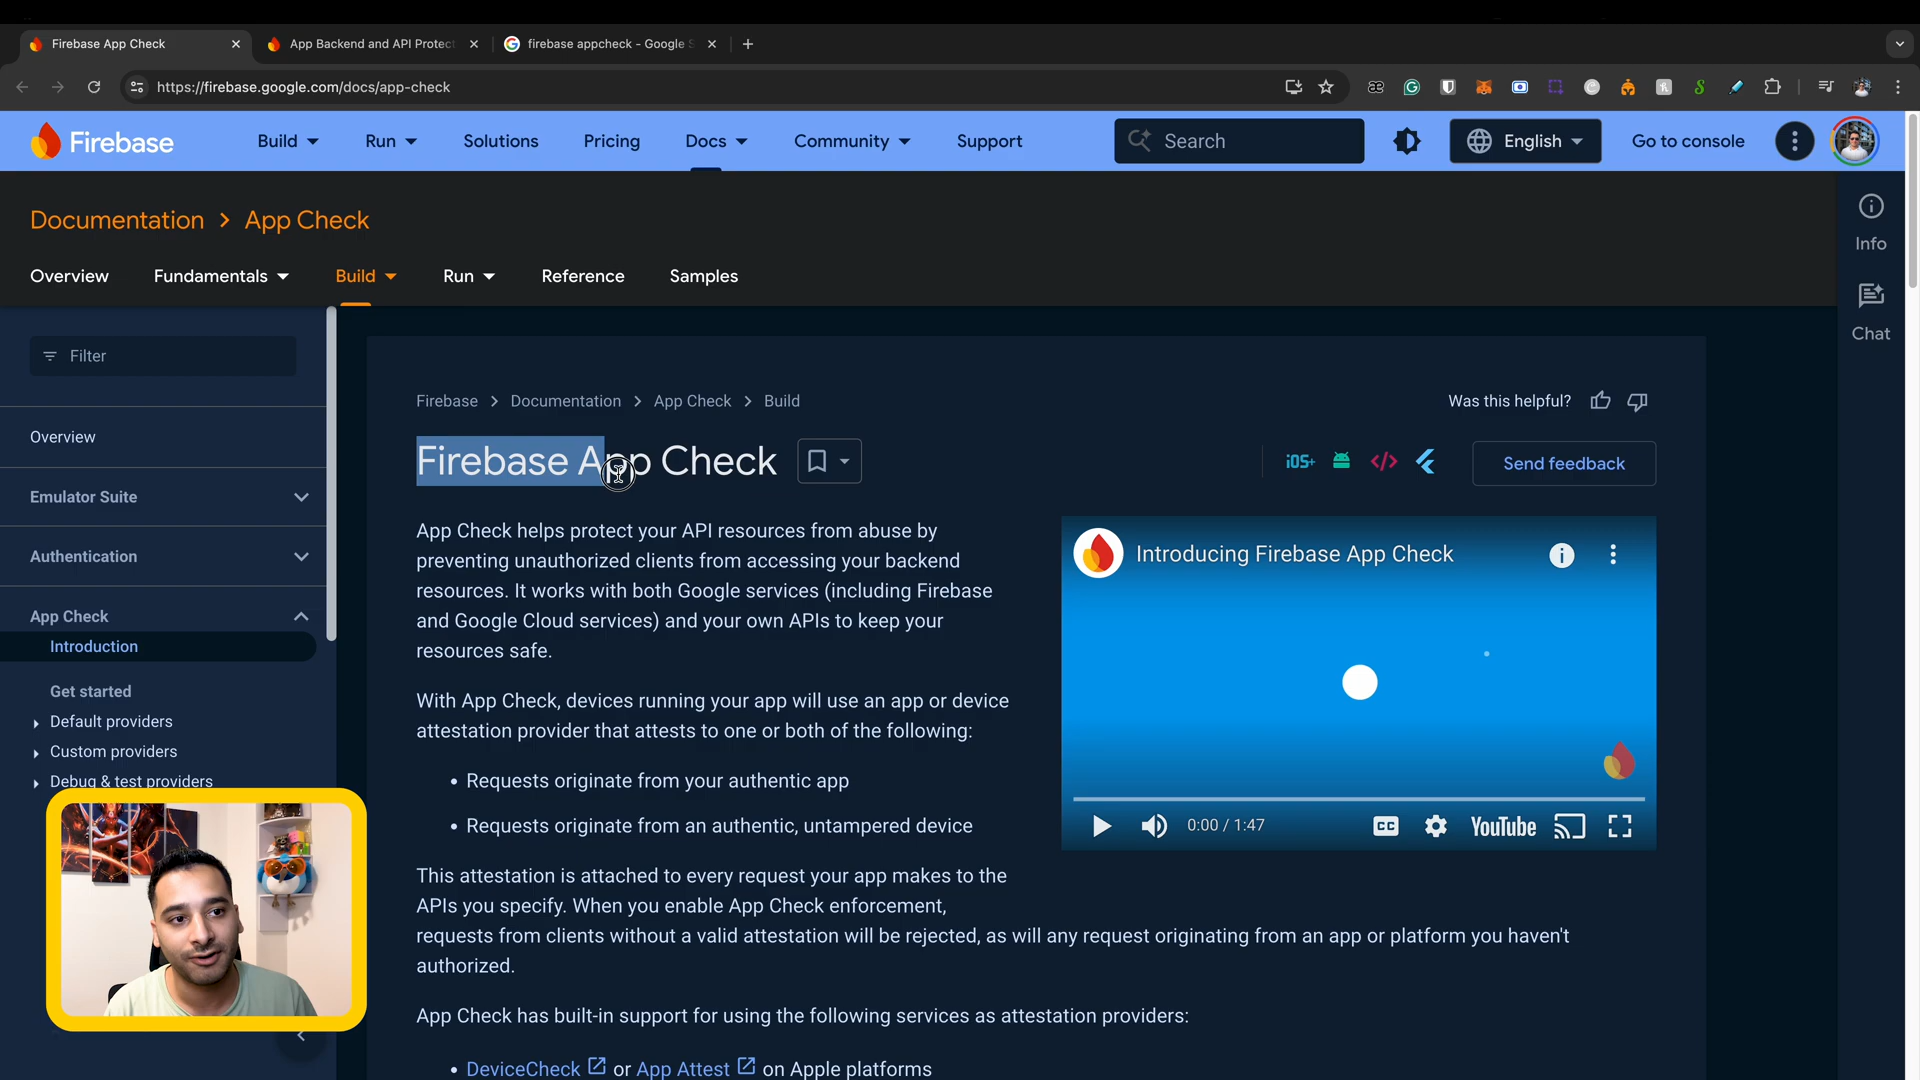 Firebase App Check
App Backend and API Protect
firebase appcheck - Google S
https://firebase.google.com/docs/app-check
Firebase
Build
Run
Solutions
Pricing
Docs
Community
Support
Search
English
Go to console
Documentation > App Check
Info
Chat
Overview
Fundamentals
Build
Run
Reference
Samples
Filter
Overview
Emulator Suite
Authentication
App Check
Introduction
Get started
Default providers
Custom providers
Debug & test providers
Firebase > Documentation > App Check > Build
Was this helpful?
Firebase App Check
iOS+
Send feedback
App Check helps protect your API resources from abuse by
preventing unauthorized clients from accessing your backend
resources. It works with both Google services (including Firebase
and Google Cloud services) and your own APIs to keep your
resources safe.
With App Check, devices running your app will use an app or device
attestation provider that attests to one or both of the following:
• Requests originate from your authentic app
• Requests originate from an authentic, untampered device
Introducing Firebase App Check
0:00 / 1:47
CC
YouTube
This attestation is attached to every request your app makes to the
APIs you specify. When you enable App Check enforcement,
requests from clients without a valid attestation will be rejected, as will any request originating from an app or platform you haven't
authorized.
App Check has built-in support for using the following services as attestation providers:
• DeviceCheck or App Attest on Apple platforms